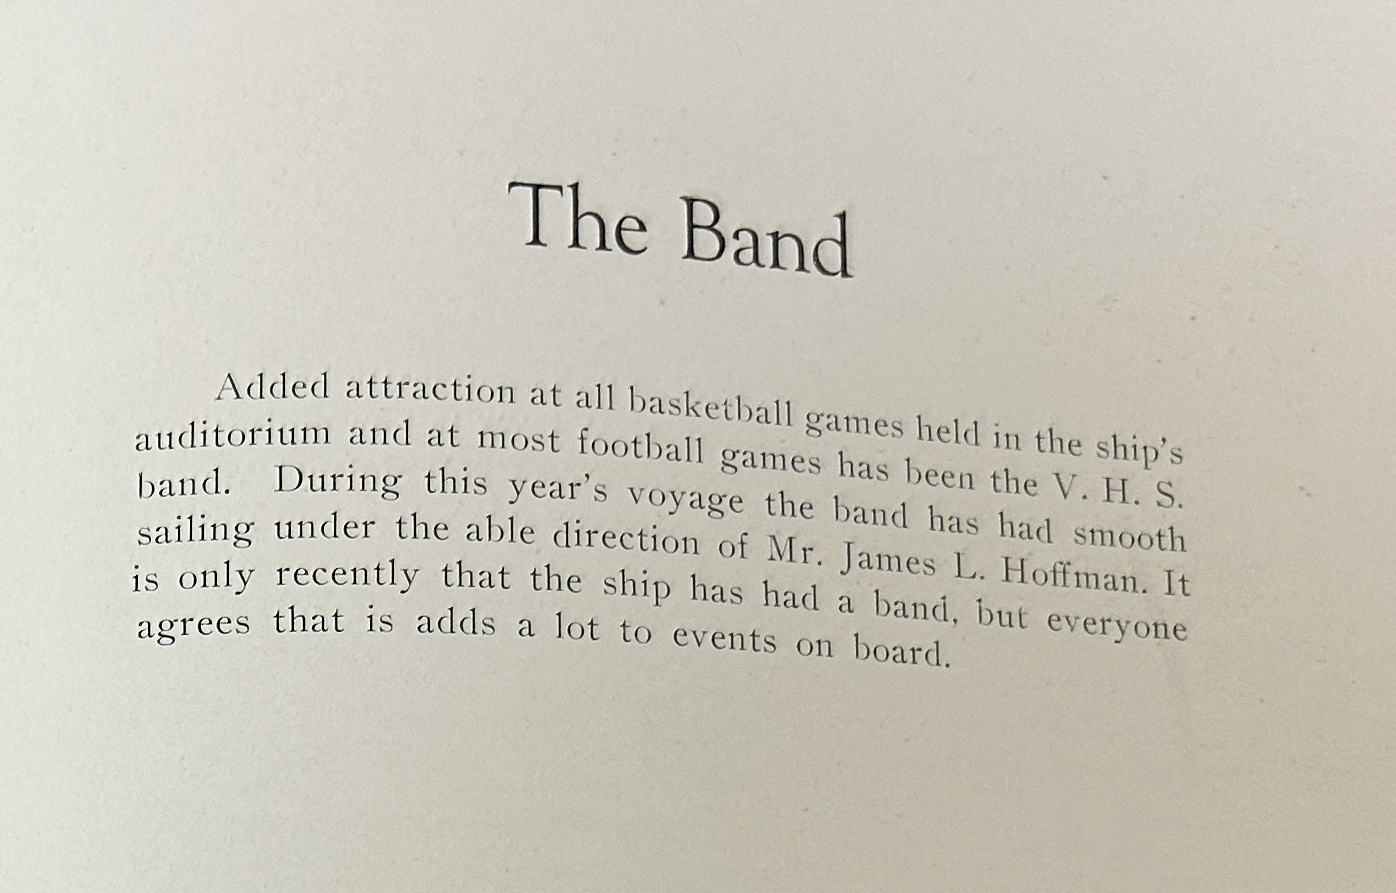 The Band
Added attraction at all basketball games held in the ship's
auditorium and at most football games has been the V. H. S.
band. During this year's voyage the band has had smooth
sailing under the able direction of Mr. James L. Hoffman. It
is only recently that the ship has had a band, but everyone
agrees that is adds a lot to events on board.